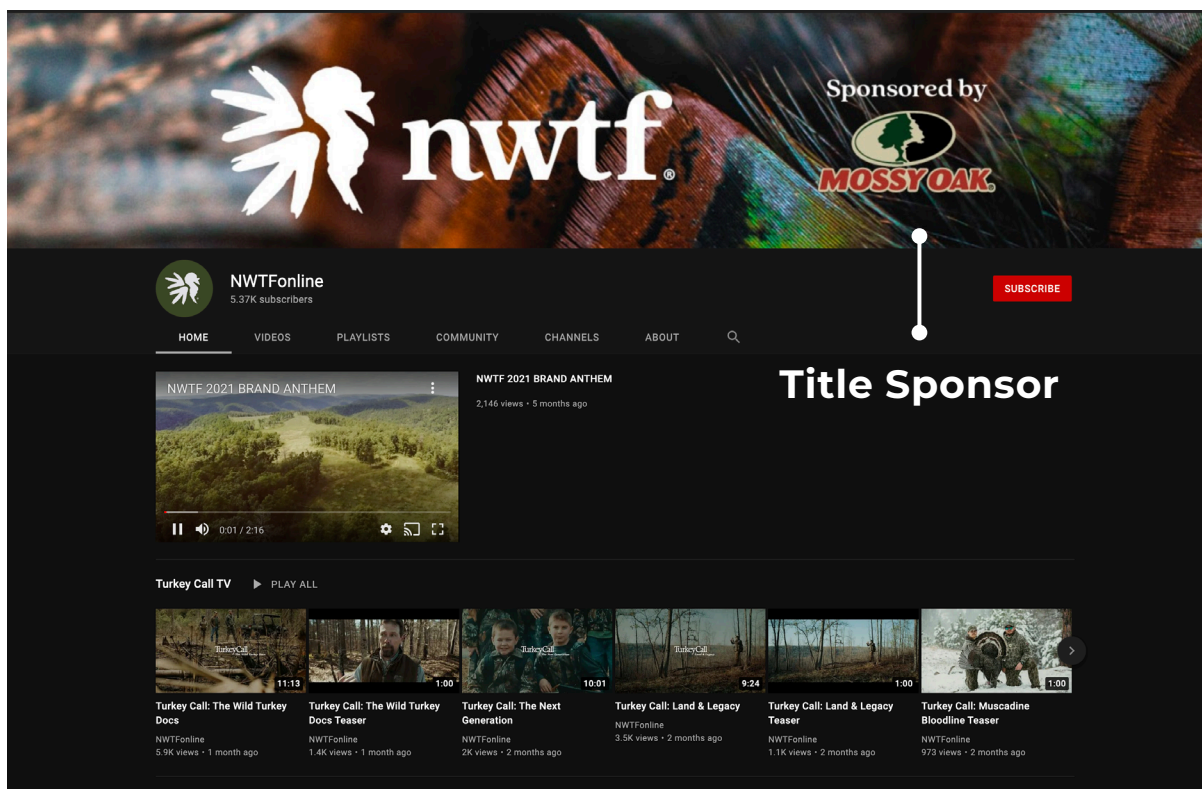 Sponsored by
nwtf®
MOSSY OAK®
NWTFonline
5.37K subscribers
SUBSCRIBE
HOME VIDEOS PLAYLISTS COMMUNITY CHANNELS ABOUT
Title Sponsor
NWTF 2021 BRAND ANTHEM
NWTF 2021 BRAND ANTHEM
2,146 views • 5 months ago
0:01 / 2:16
Turkey Call TV PLAY ALL
TurkeyCall
11:13
1:00
TurkeyCall
10:01
TurkeyCall
9:24
1:00
1:00
Turkey Call: The Wild Turkey
Docs
NWTFonline
5.9K views • 1 month ago
Turkey Call: The Wild Turkey
Docs Teaser
NWTFonline
1.4K views • 1 month ago
Turkey Call: The Next
Generation
NWTFonline
2K views • 2 months ago
Turkey Call: Land & Legacy
NWTFonline
3.5K views • 2 months ago
Turkey Call: Land & Legacy
Teaser
NWTFonline
1.1K views • 2 months ago
Turkey Call: Muscadine
Bloodline Teaser
NWTFonline
973 views • 2 months ago